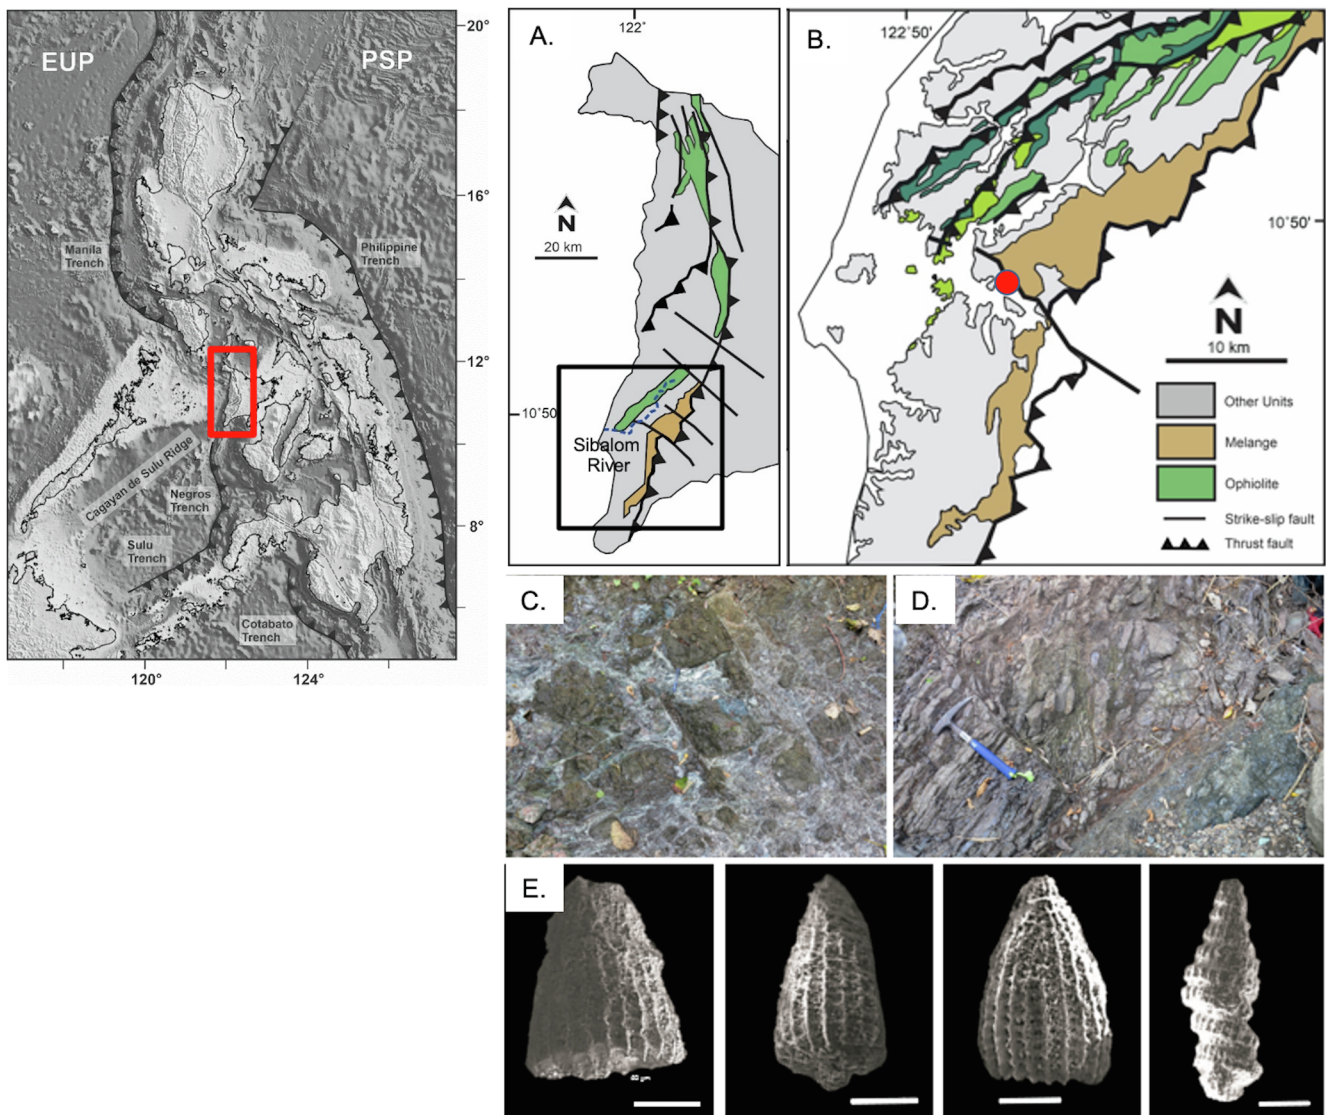 EUP
PSP
20°
16°
12°
8°
Manila
Trench
Philippine
Trench
Cagayan de Sulu Ridge
Negros
Trench
Sulu
Trench
Cotabato
Trench
120°
124°
A.
122°
N
20 km
10°50'
Sibalom
River
B.
122°50'
10°50'
N
10 km
Other Units
Melange
Ophiolite
Strike-slip fault
Thrust fault
C.
D.
E.